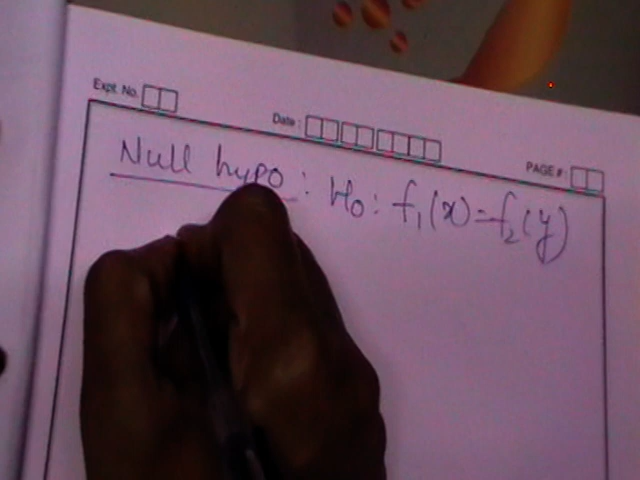 Expt. No.
Date :
PAGE # :
Null hypo : H₀ : f₁(x) = f₂(y)